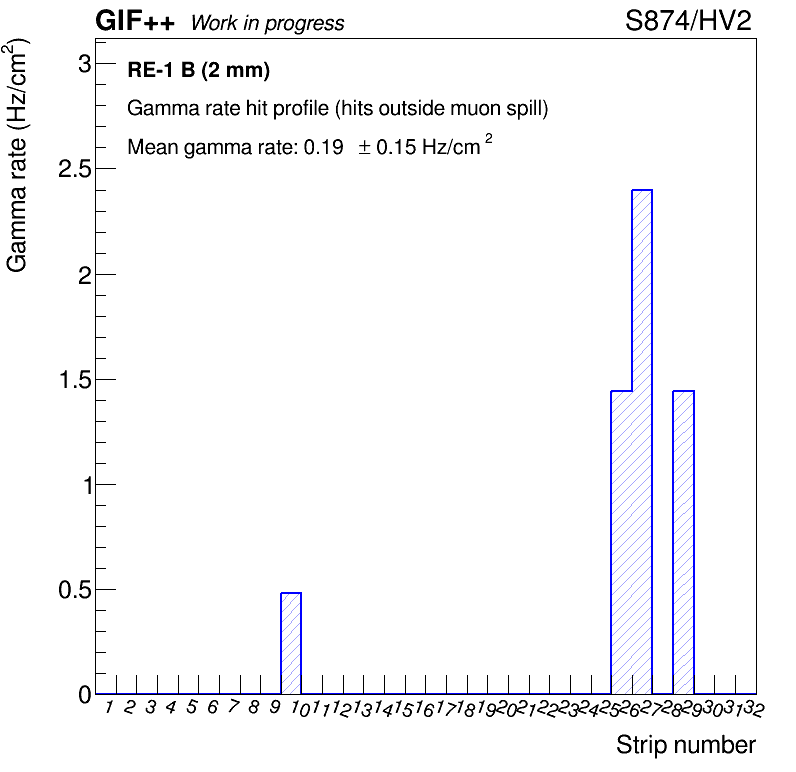 GIF++ Work in progress S874/HV2
Gamma rate (Hz/cm²)
RE-1 B (2 mm)
Gamma rate hit profile (hits outside muon spill)
Mean gamma rate: 0.19 ± 0.15 Hz/cm²
3
2.5
2
1.5
1
0.5
0
1 2 3 4 5 6 7 8 9 10 11 12 13 14 15 16 17 18 19 20 21 22 23 24 25 26 27 28 29 30 31 32
Strip number